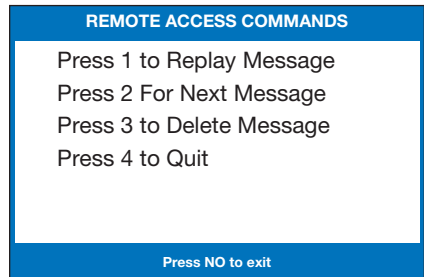 REMOTE ACCESS COMMANDS
Press 1 to Replay Message
Press 2 For Next Message
Press 3 to Delete Message
Press 4 to Quit
Press NO to exit